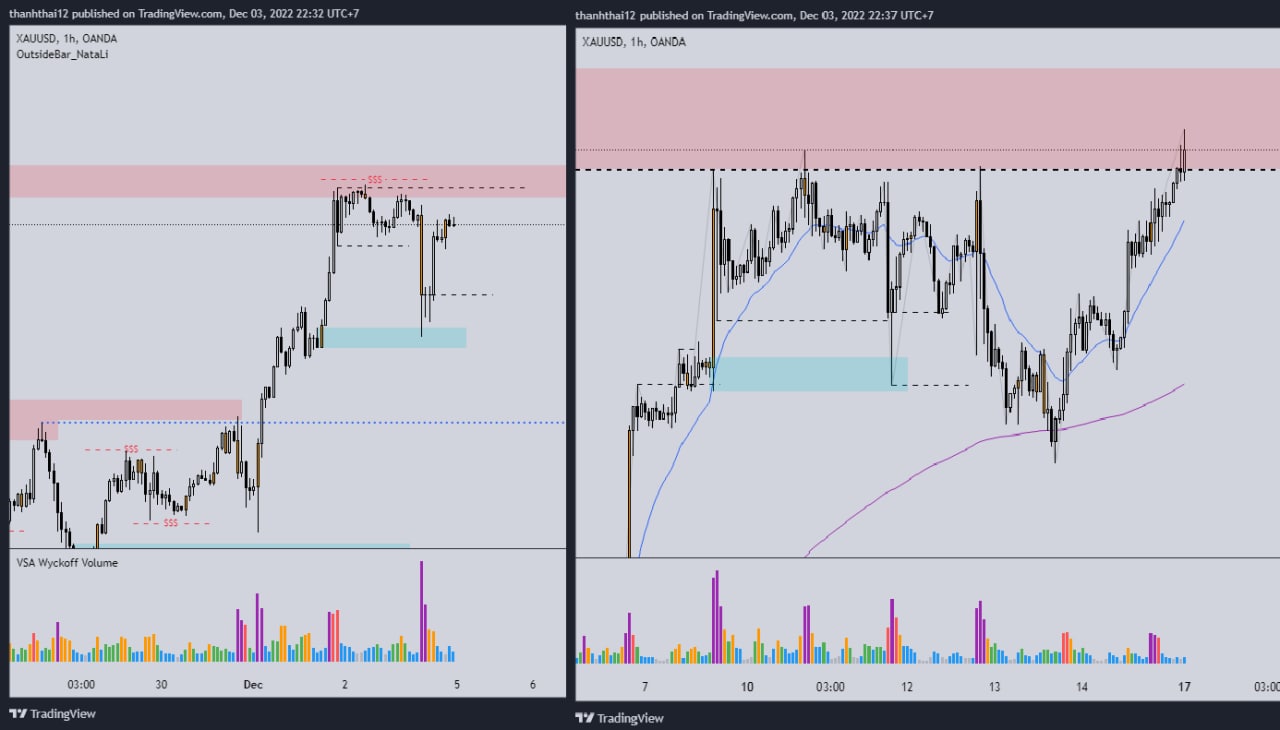 thanhthai12 published on TradingView.com, Dec 03, 2022 22:32 UTC+7
XAUUSD, 1h, OANDA
OutsideBar_NataLi
$$$
$$$
$$$
VSA Wyckoff Volume
03:00 30 Dec 2 5 6
TradingView
thanhthai12 published on TradingView.com, Dec 03, 2022 22:37 UTC+7
XAUUSD, 1h, OANDA
7 10 03:00 12 13 14 17 03:00
TradingView